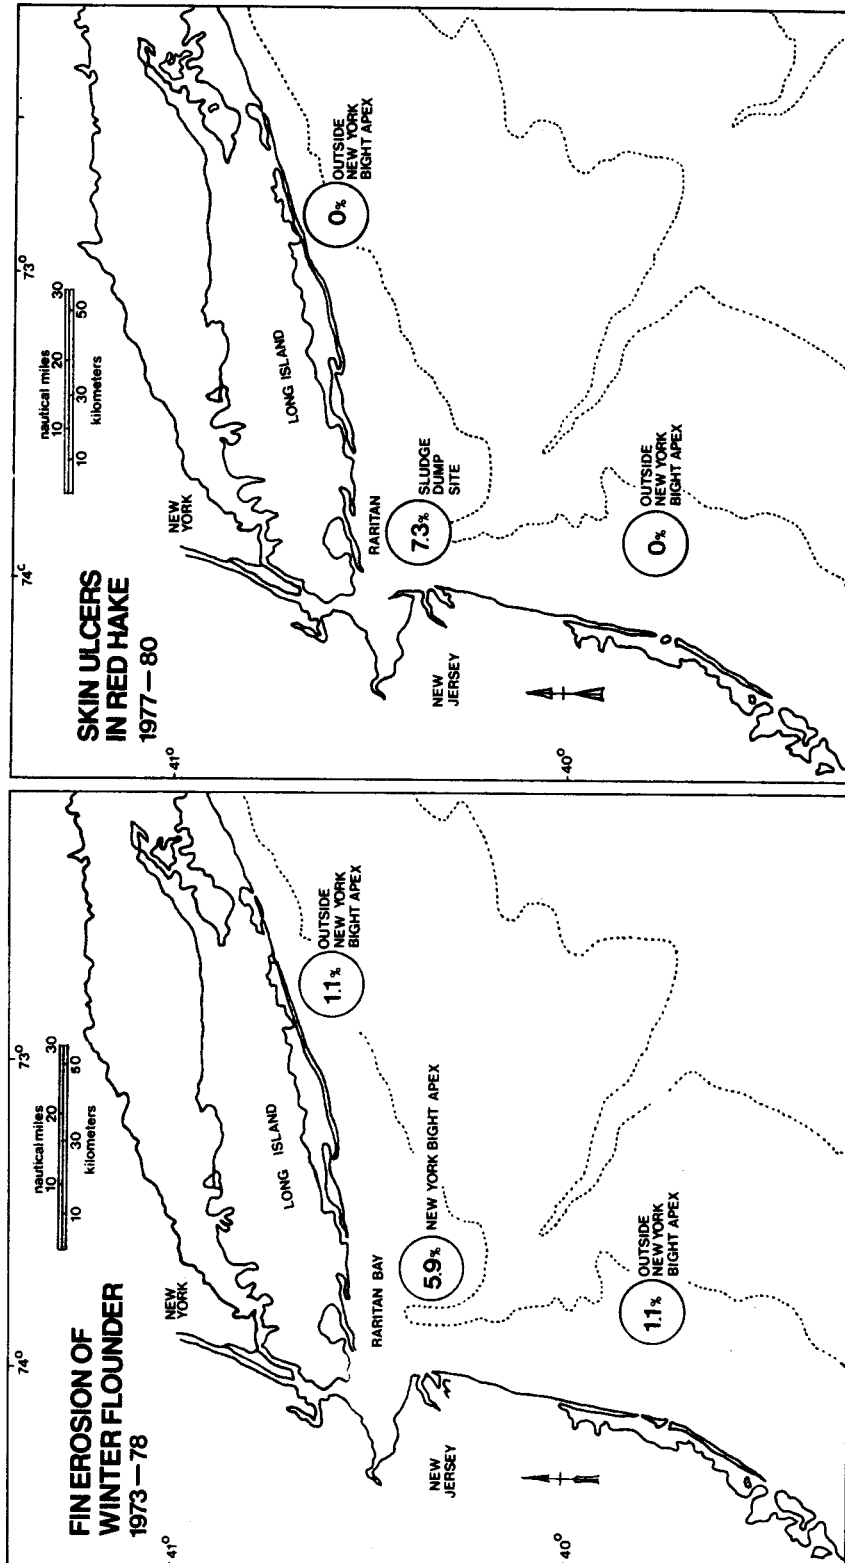 FIN EROSION OF
WINTER FLOUNDER
1973—78
74°
73°
nautical miles
10 20 30
10 30 50
kilometers
41°
40°
NEW
YORK
LONG ISLAND
RARITAN BAY
NEW
JERSEY
5.9% NEW YORK BIGHT APEX
1.1%
OUTSIDE
NEW YORK
BIGHT APEX
1.1%
OUTSIDE
NEW YORK
BIGHT APEX
SKIN ULCERS
IN RED HAKE
1977—80
74°
73°
nautical miles
10 20 30
10 30 50
kilometers
41°
40°
NEW
YORK
LONG ISLAND
RARITAN
NEW
JERSEY
7.3%
SLUDGE
DUMP
SITE
0%
OUTSIDE
NEW YORK
BIGHT APEX
0%
OUTSIDE
NEW YORK
BIGHT APEX